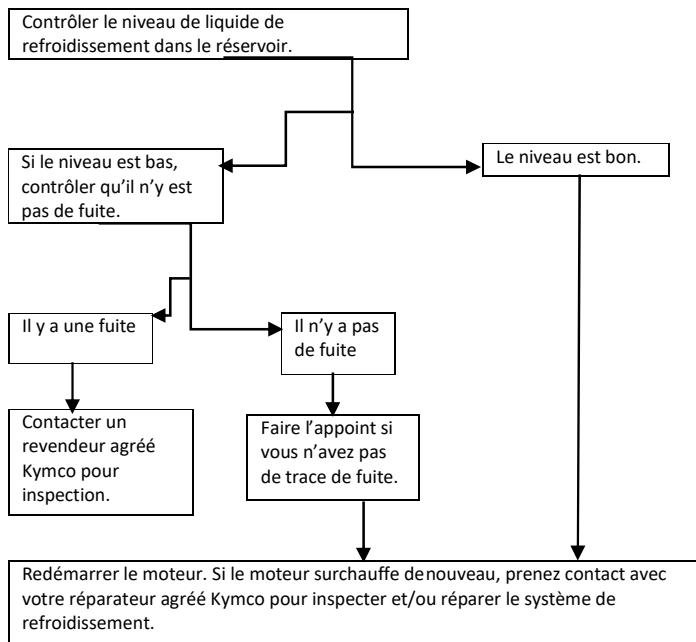 Contrôler le niveau de liquide de
refroidissement dans le réservoir.
Si le niveau est bas,
contrôler qu'il n'y est
pas de fuite.
Le niveau est bon.
Il y a une fuite
Il n'y a pas
de fuite
Contacter un
revendeur agréé
Kymco pour
inspection.
Faire l'appoint si
vous n'avez pas
de trace de fuite.
Redémarrer le moteur. Si le moteur surchauffe denouveau, prenez contact avec
votre réparateur agréé Kymco pour inspecter et/ou réparer le système de
refroidissement.